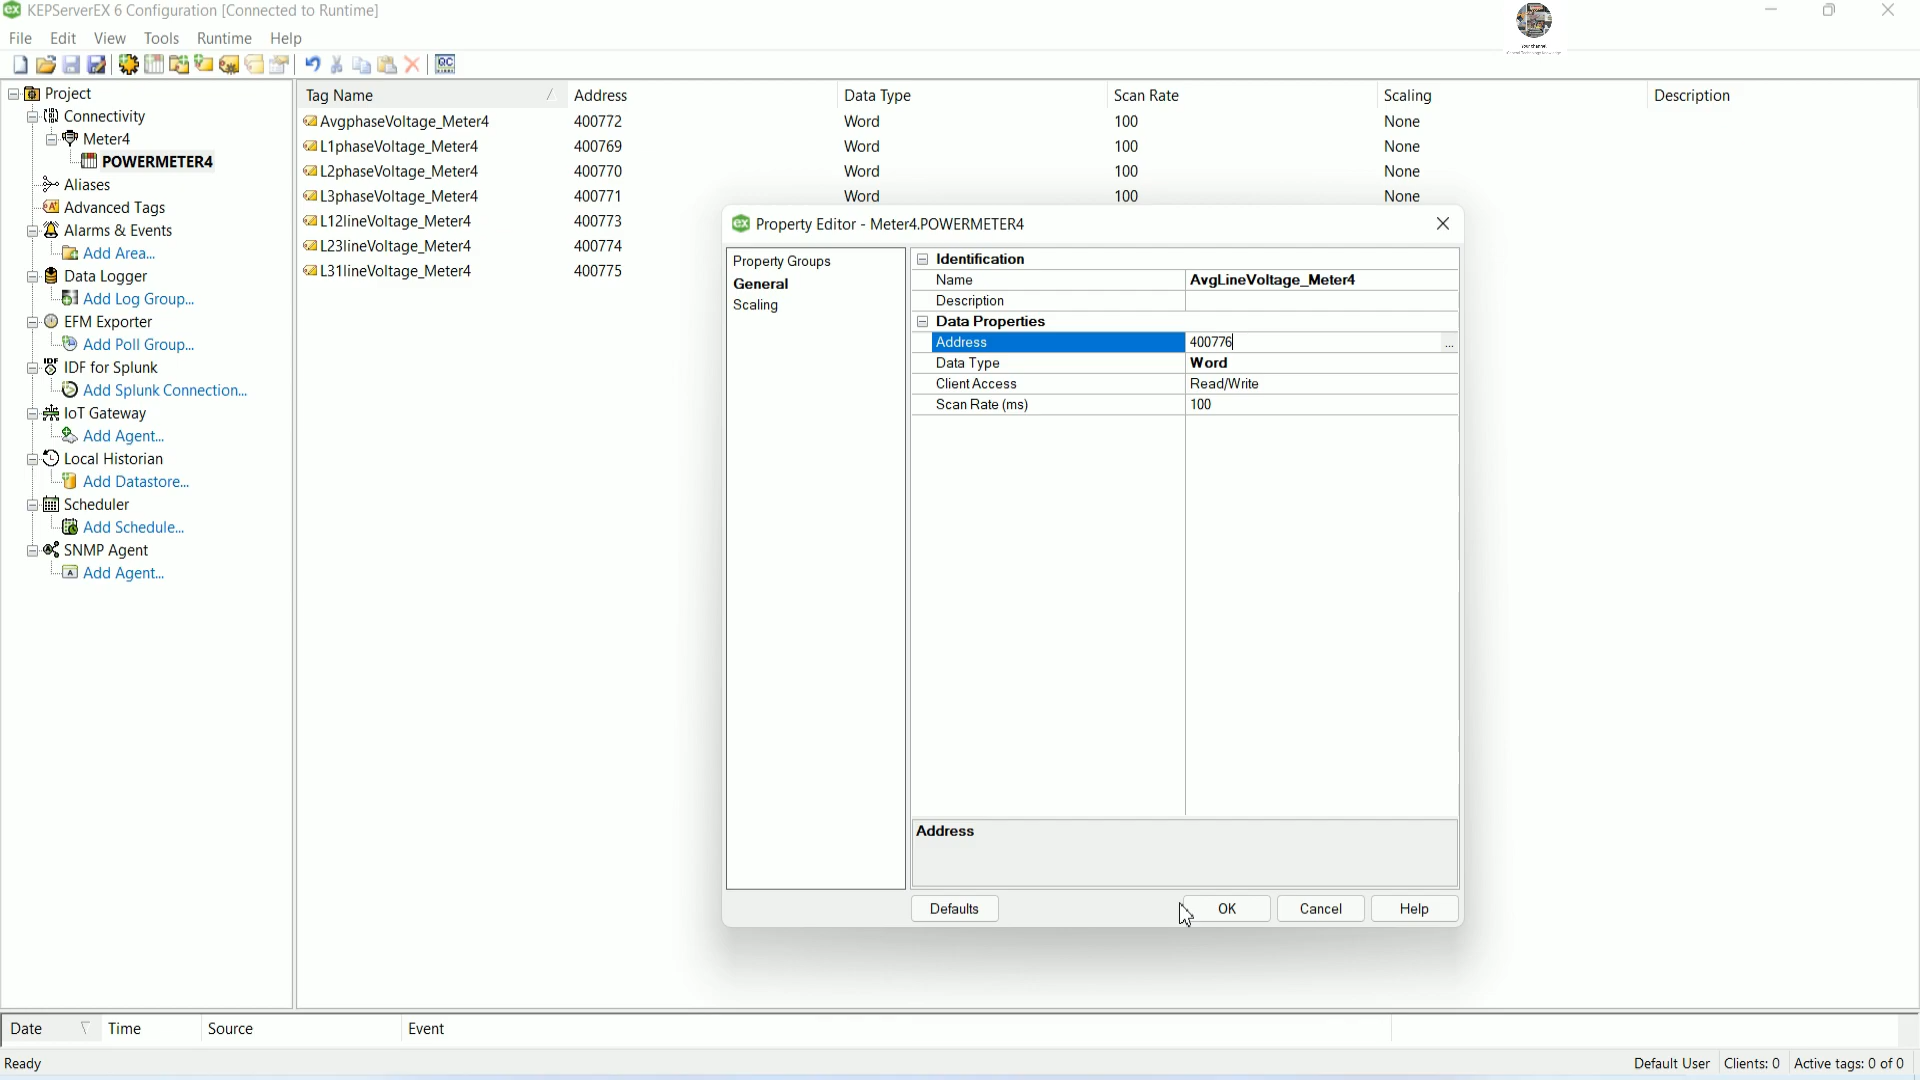 KEPServerEX 6 Configuration [Connected to Runtime]
File Edit View Tools Runtime Help
Project
Connectivity
Meter4
POWERMETER4
Aliases
Advanced Tags
Alarms & Events
Add Area...
Data Logger
Add Log Group...
EFM Exporter
Add Poll Group...
IDF for Splunk
Add Splunk Connection...
IoT Gateway
Add Agent...
Local Historian
Add Datastore...
Scheduler
Add Schedule...
SNMP Agent
Add Agent...
Tag Name Address Data Type Scan Rate Scaling Description
AvgphaseVoltage_Meter4 400772 Word 100 None
L1phaseVoltage_Meter4 400769 Word 100 None
L2phaseVoltage_Meter4 400770 Word 100 None
L3phaseVoltage_Meter4 400771 Word 100 None
L12lineVoltage_Meter4 400773
L23lineVoltage_Meter4 400774
L31lineVoltage_Meter4 400775
Property Editor - Meter4.POWERMETER4
Property Groups
General
Scaling
Identification
Name AvgLineVoltage_Meter4
Description
Data Properties
Address 400776 ...
Data Type Word
Client Access Read/Write
Scan Rate (ms) 100
Address
Defaults OK Cancel Help
Date Time Source Event
Ready Default User Clients: 0 Active tags: 0 of 0